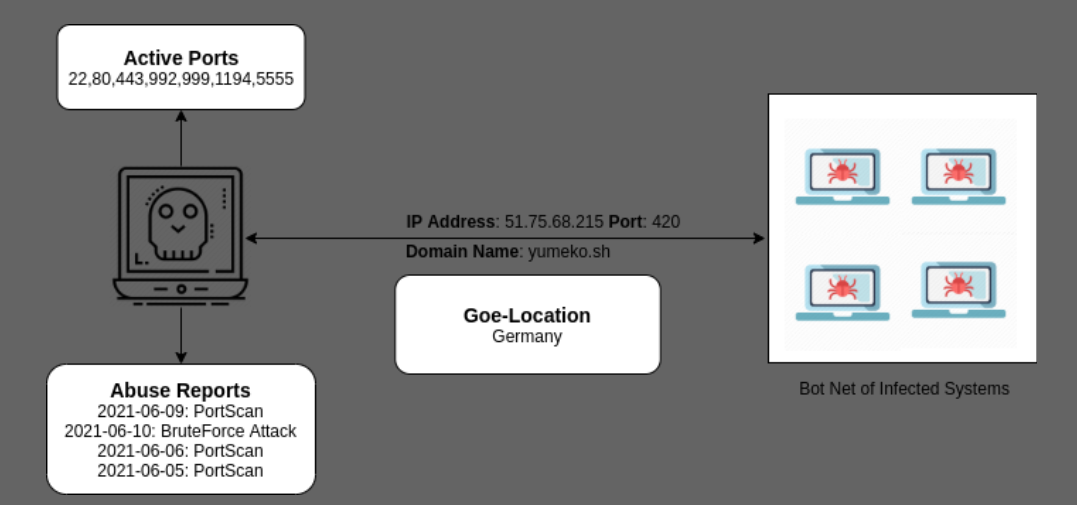 Active Ports
22,80,443,992,999,1194,5555
L.
IP Address: 51.75.68.215 Port: 420
Domain Name: yumeko.sh
Goe-Location
Germany
Bot Net of Infected Systems
Abuse Reports
2021-06-09: PortScan
2021-06-10: BruteForce Attack
2021-06-06: PortScan
2021-06-05: PortScan